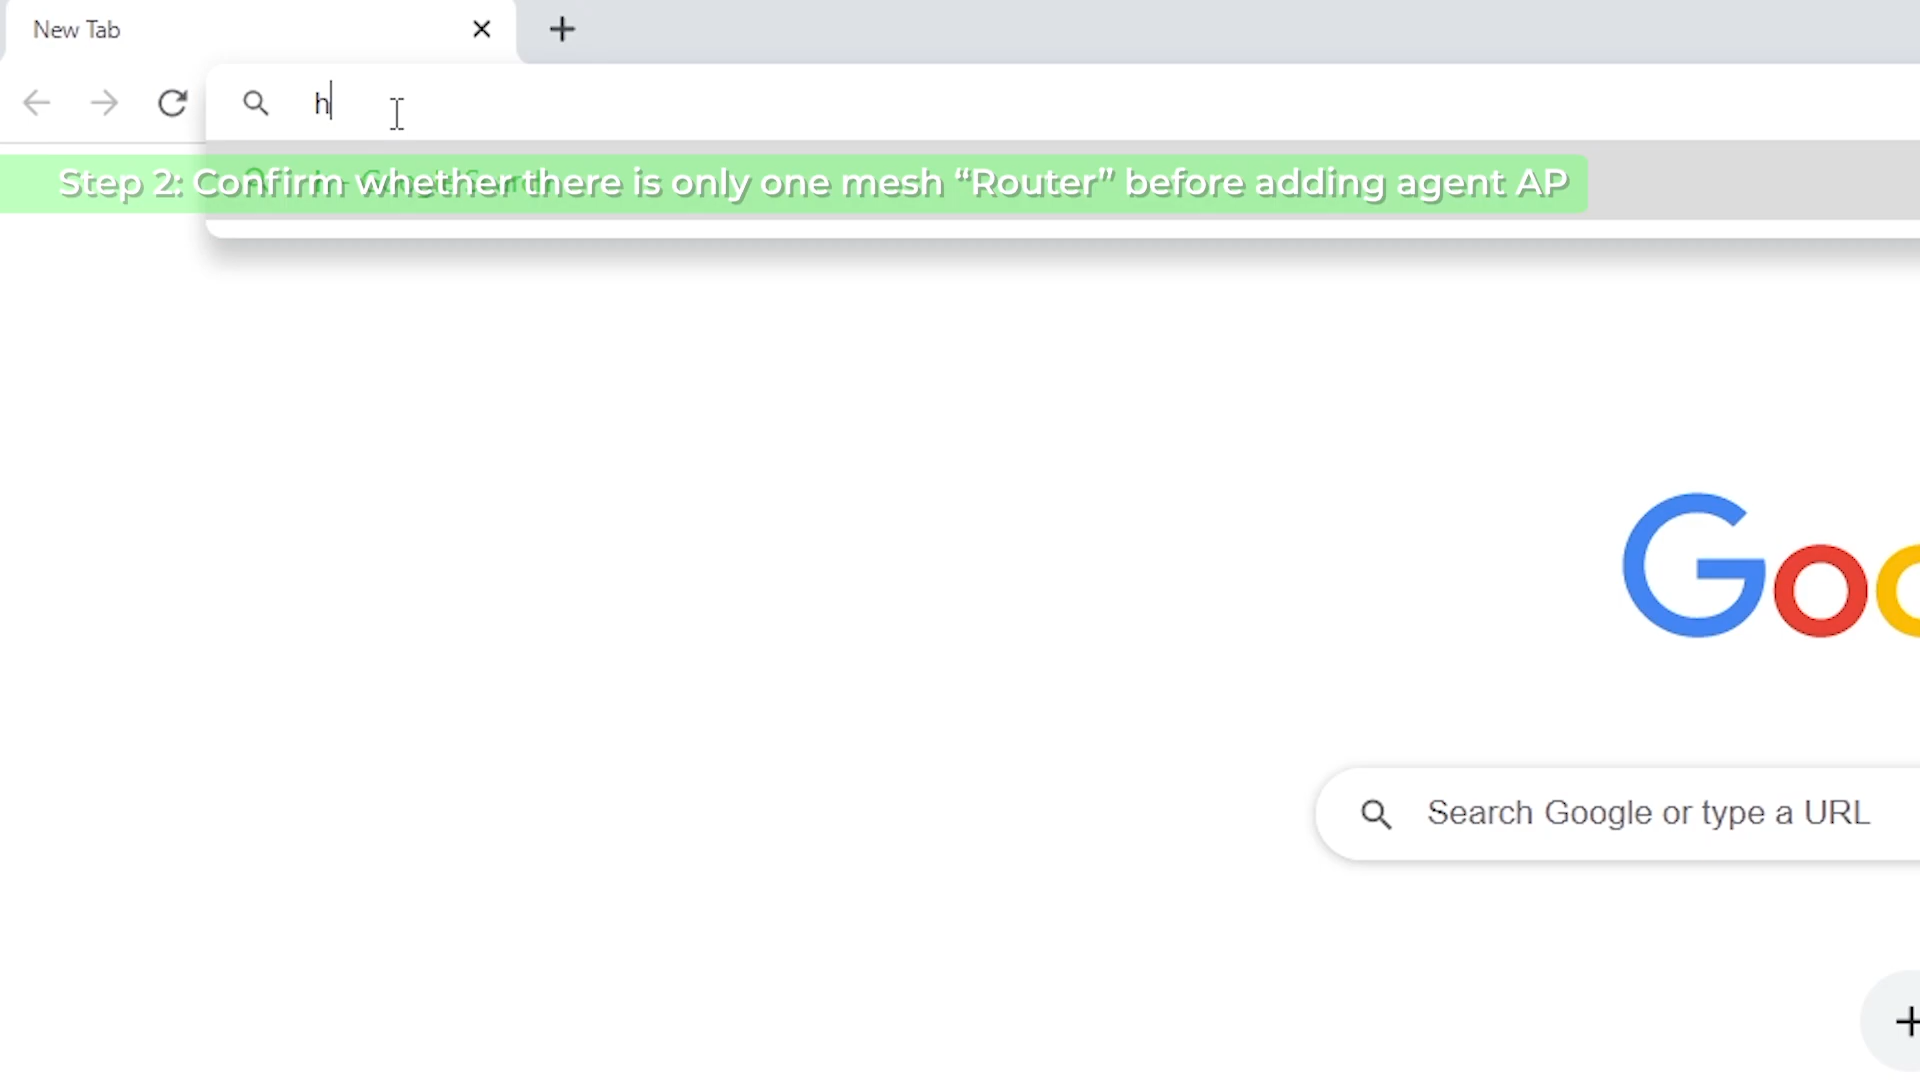 New Tab
h
Step 2: Confirm whether there is only one mesh “Router” before adding agent AP
Goo
Search Google or type a URL